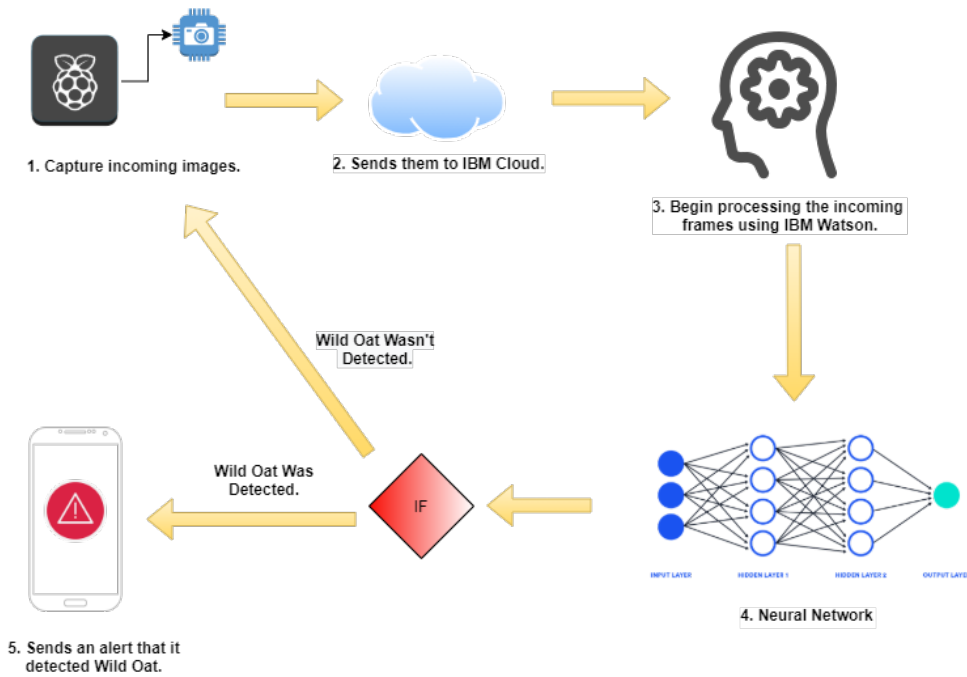 1. Capture incoming images.
2. Sends them to IBM Cloud.
3. Begin processing the incoming
frames using IBM Watson.
Wild Oat Wasn't
Detected.
Wild Oat Was
Detected.
IF
INPUT LAYER
HIDDEN LAYER 1
HIDDEN LAYER 2
OUTPUT LAYE
4. Neural Network
5. Sends an alert that it
detected Wild Oat.